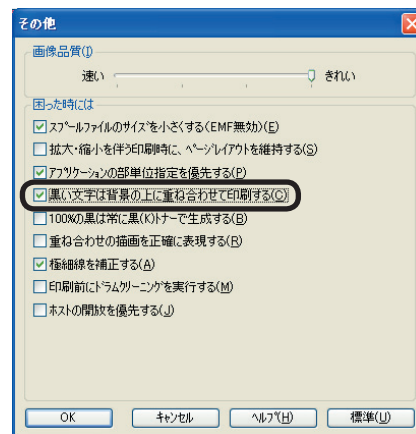 その他
画像品質(I)
速い きれい
困った時には
スプールファイルのサイズを小さくする(EMF無効)(E)
拡大・縮小を伴う印刷時に、ページレイアウトを維持する(S)
アプリケーションの部単位指定を優先する(P)
黒い文字は背景の上に重ね合わせて印刷する(C)
100%の黒は常に黒(K)トナーで生成する(B)
重ね合わせの描画を正確に表現する(R)
極細線を補正する(A)
印刷前にドラムクリーニングを実行する(M)
ホストの開放を優先する(J)
OK キャンセル ヘルプ(H) 標準(U)